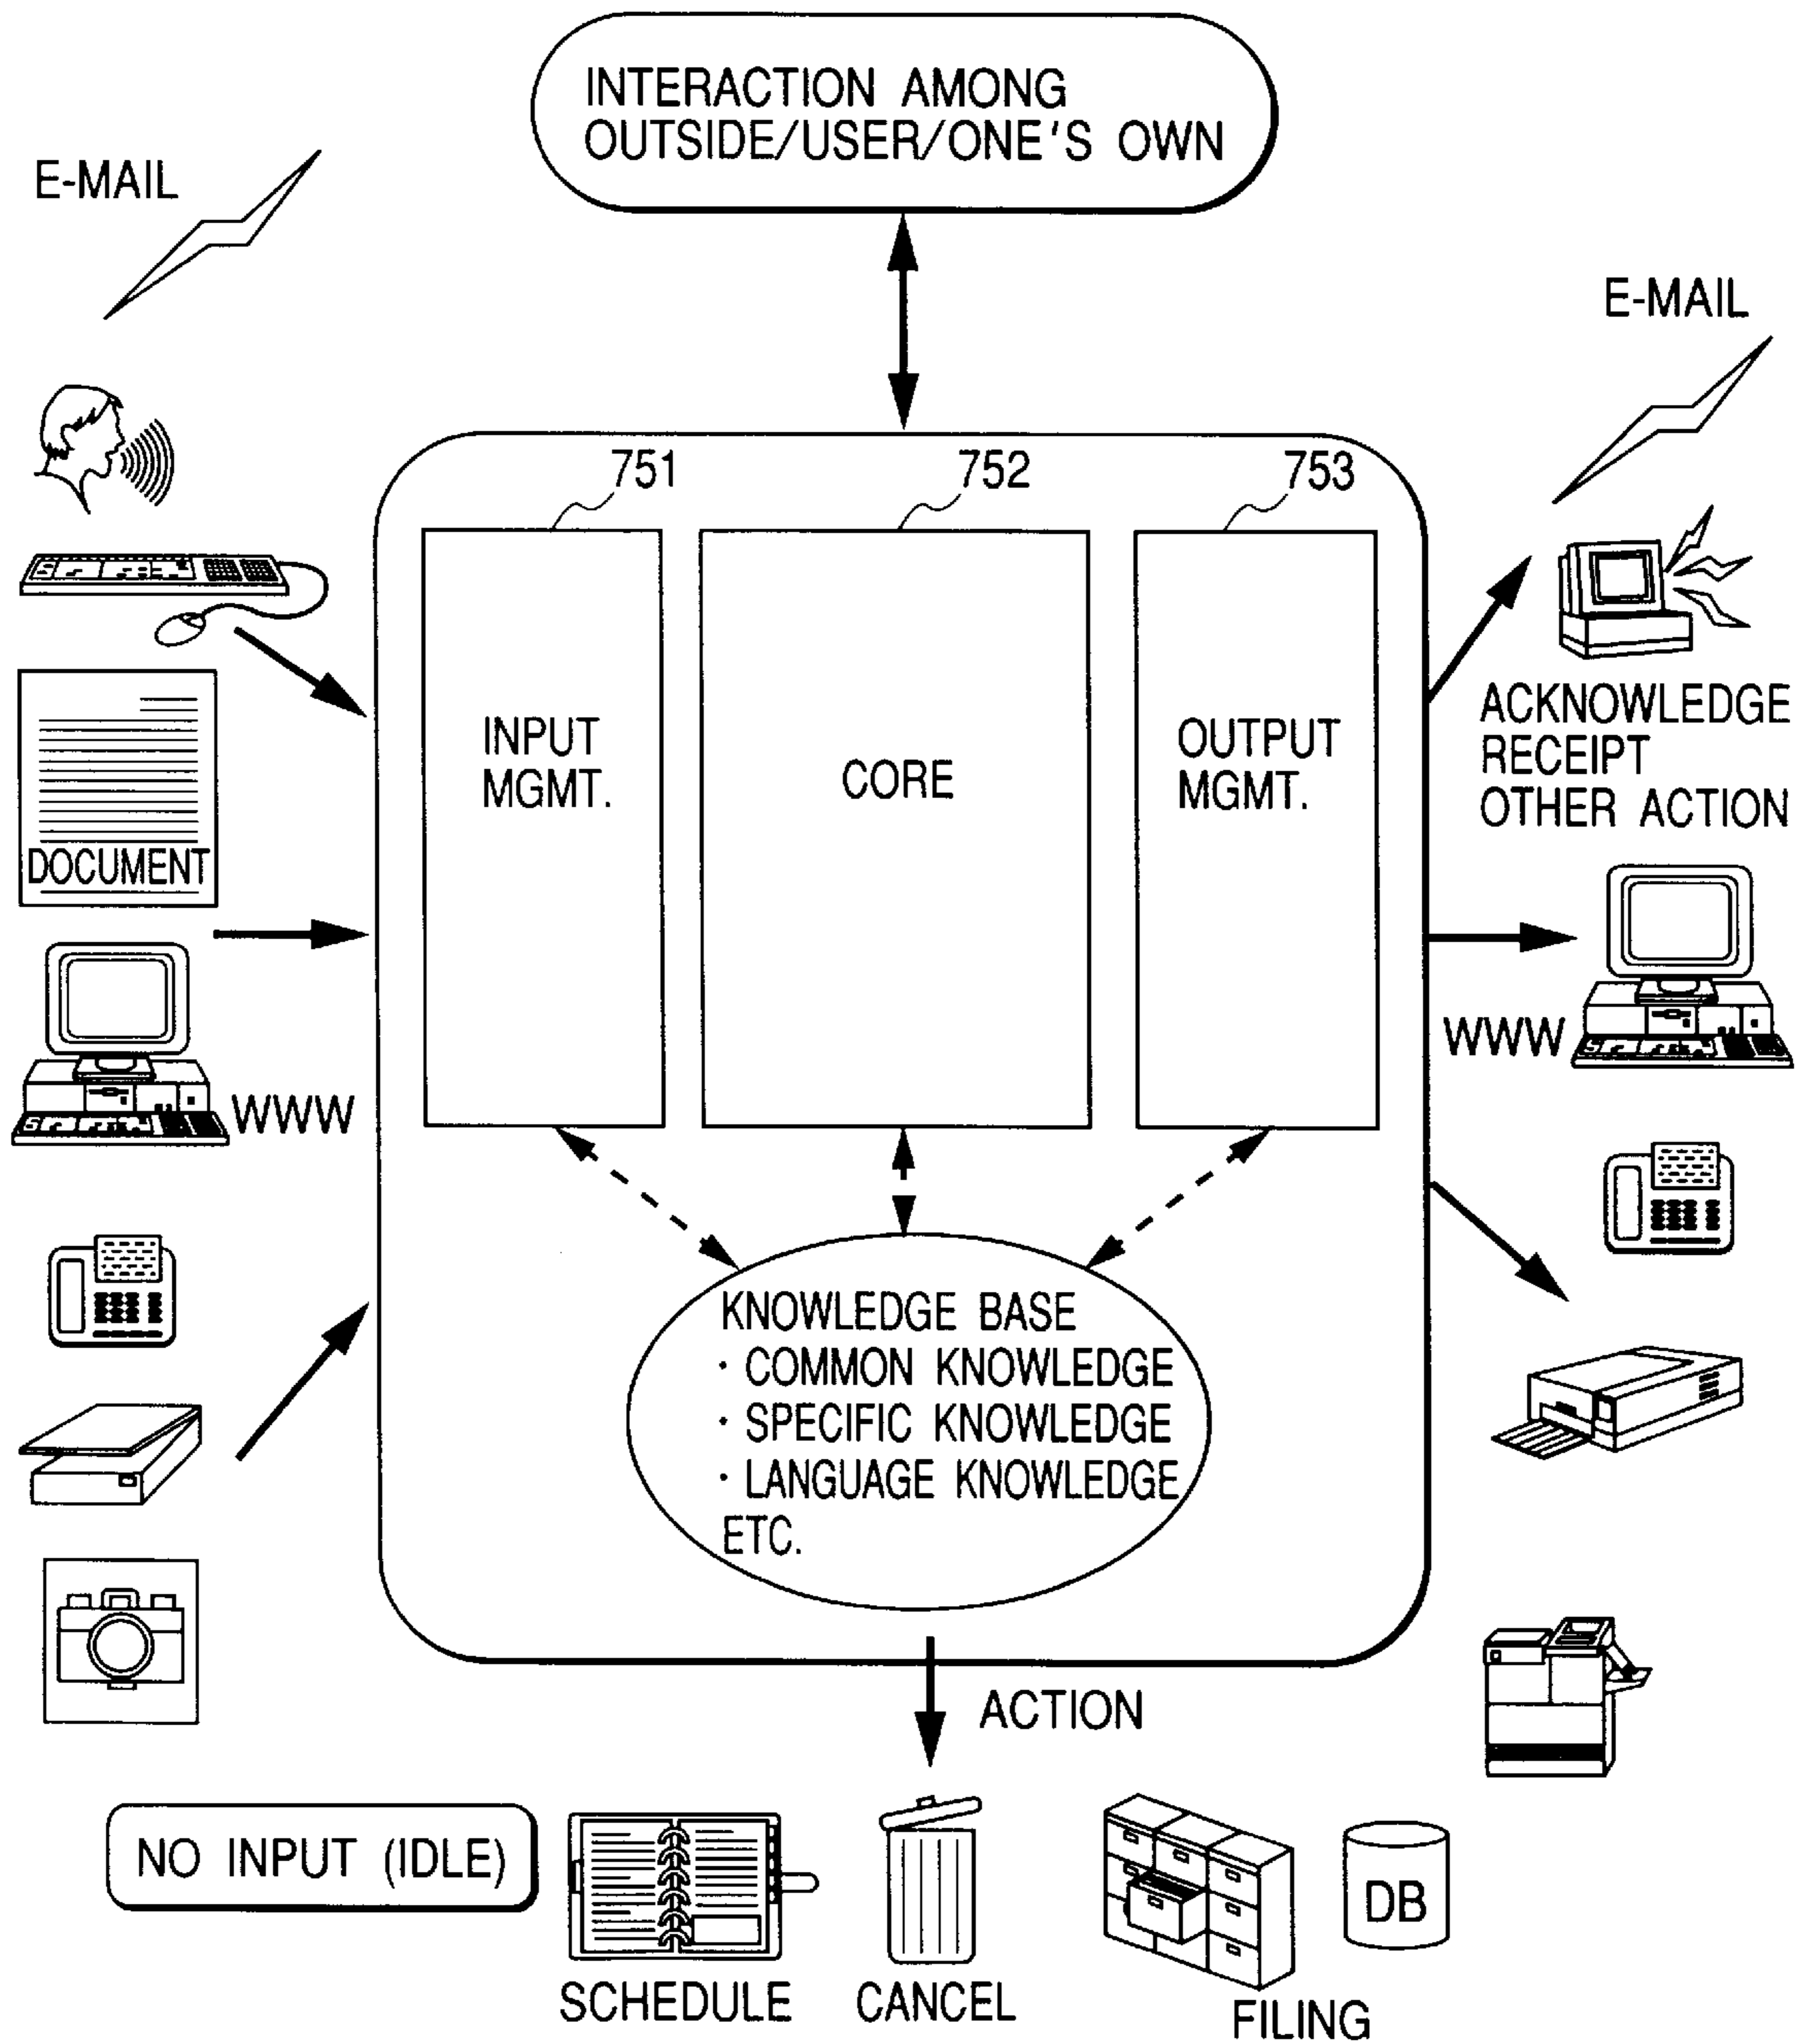 INTERACTION AMONG
OUTSIDE/USER/ONE'S OWN
E-MAIL
E-MAIL
751
752
753
INPUT
MGMT.
CORE
OUTPUT
MGMT.
ACKNOWLEDGE
RECEIPT
OTHER ACTION
DOCUMENT
WWW
WWW
KNOWLEDGE BASE
· COMMON KNOWLEDGE
· SPECIFIC KNOWLEDGE
· LANGUAGE KNOWLEDGE
ETC.
ACTION
NO INPUT (IDLE)
DB
SCHEDULE
CANCEL
FILING